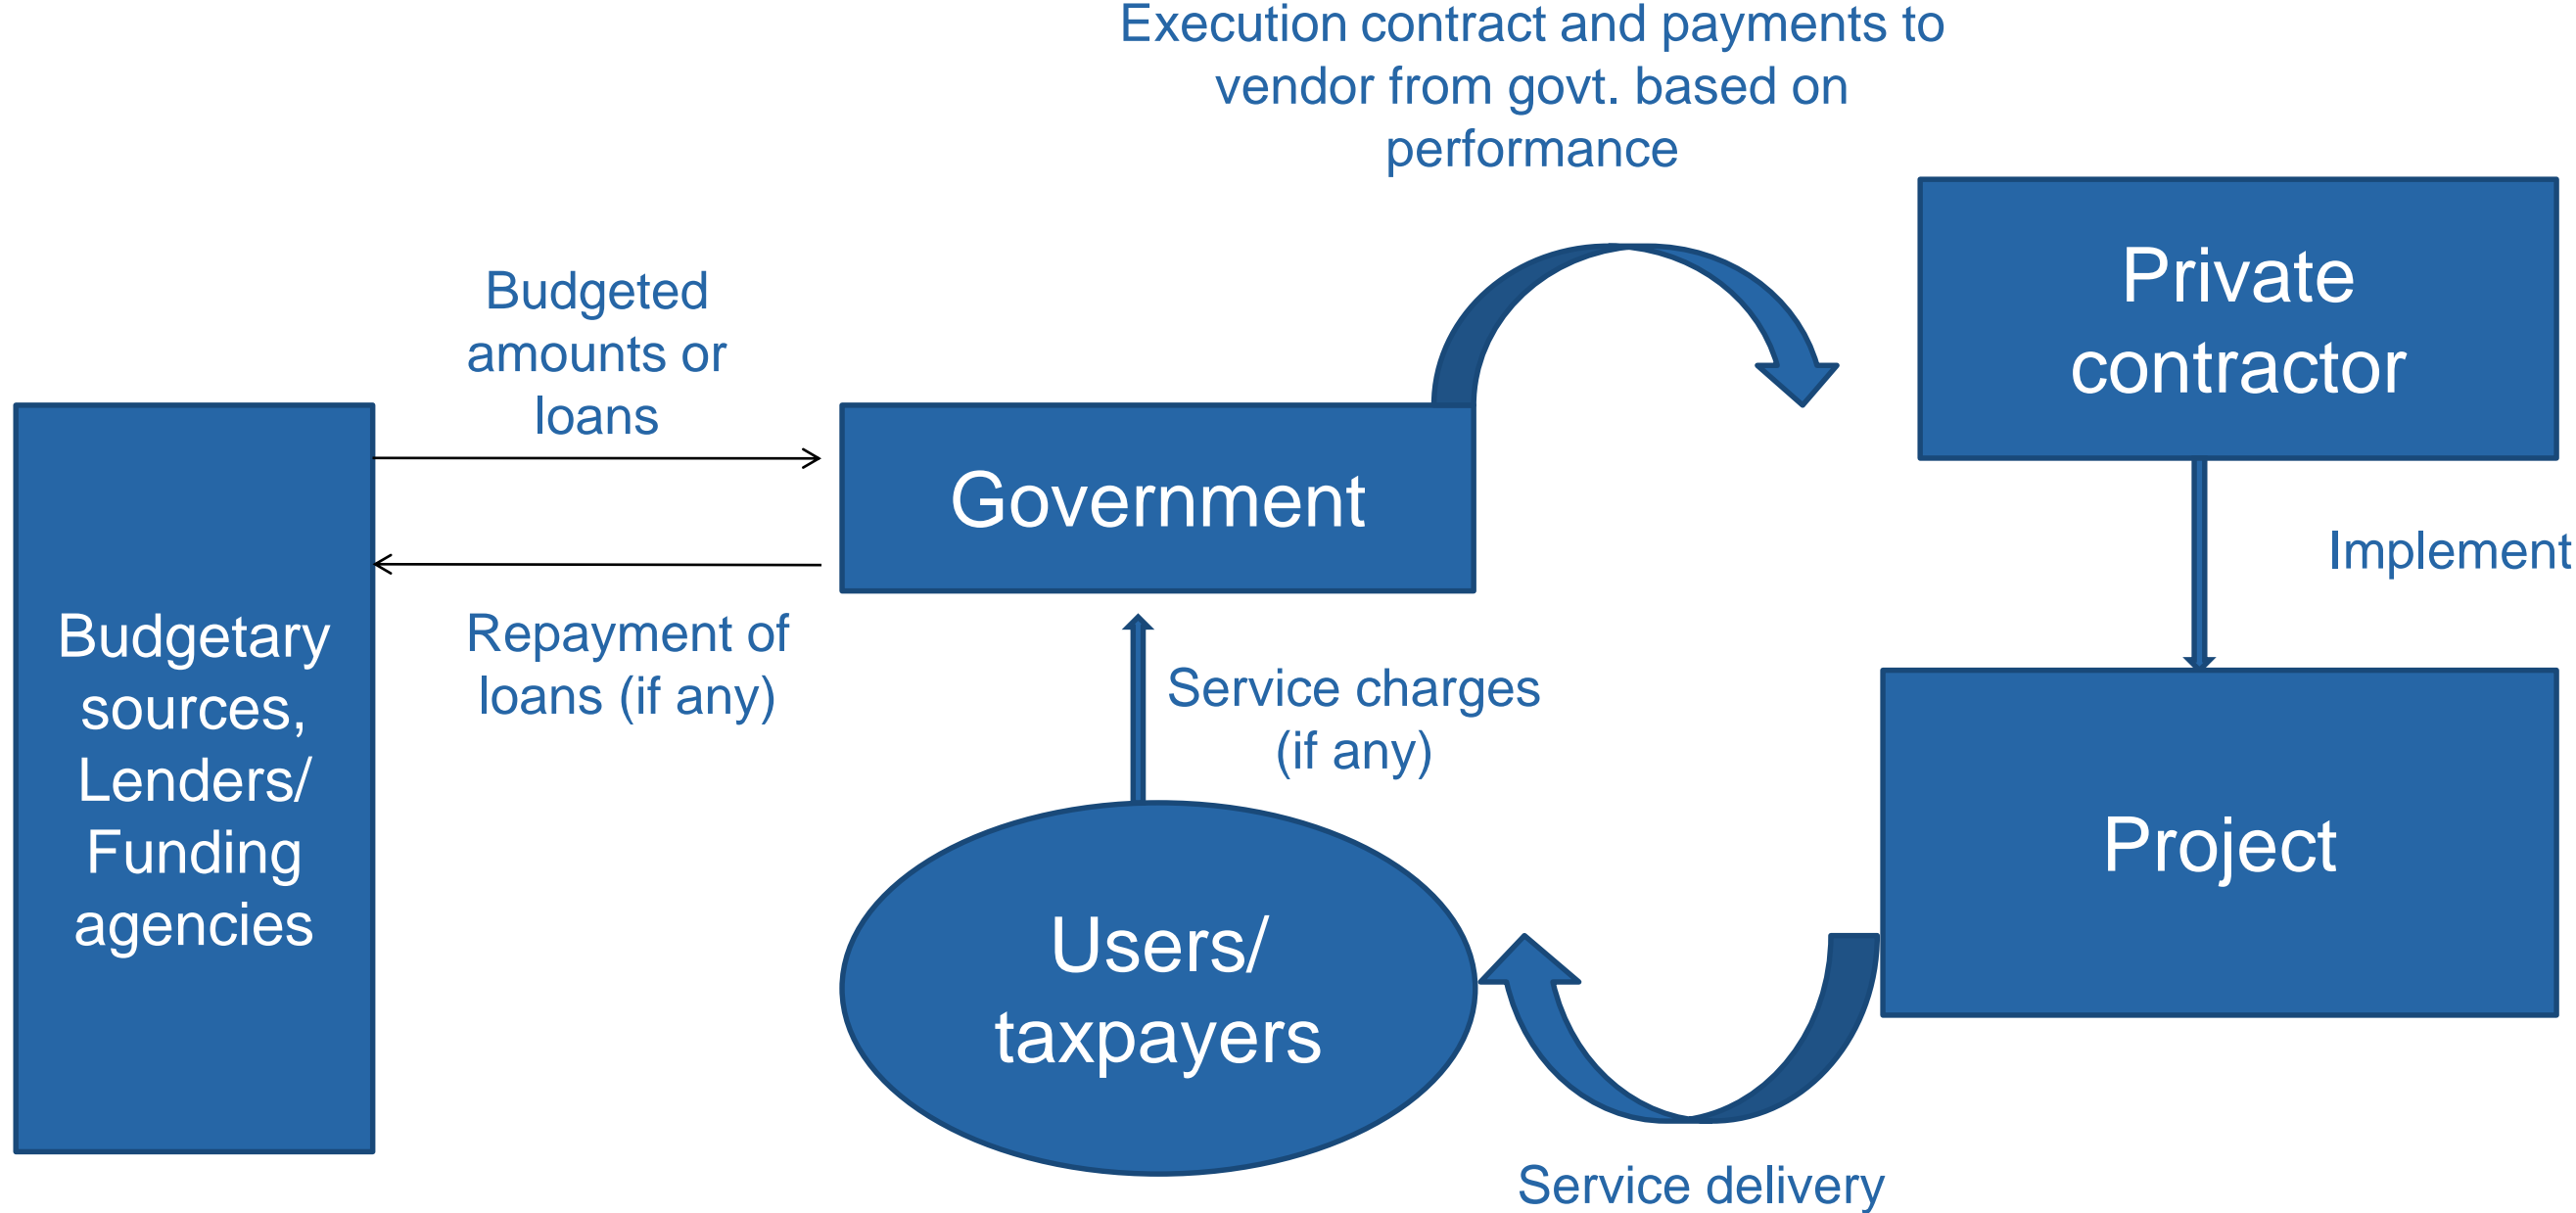 Execution contract and payments to
vendor from govt. based on
performance
Private
contractor
Budgeted
amounts or
loans
Government
Implement
Budgetary
sources,
Lenders/
Funding
agencies
Repayment of
loans (if any)
Service charges
(if any)
Project
Users/
taxpayers
Service delivery